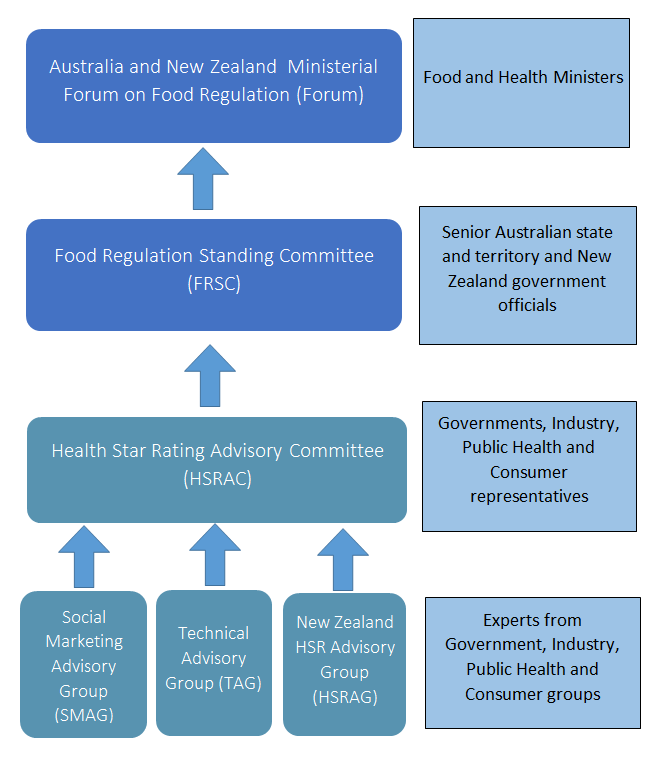 Australia and New Zealand Ministerial
Forum on Food Regulation (Forum)
Food and Health Ministers
Food Regulation Standing Committee
(FRSC)
Senior Australian state
and territory and New
Zealand government
officials
Health Star Rating Advisory Committee
(HSRAC)
Governments, Industry,
Public Health and
Consumer
representatives
Social
Marketing
Advisory
Group
(SMAG)
Technical
Advisory
Group (TAG)
New Zealand
HSR Advisory
Group
(HSRAG)
Experts from
Government, Industry,
Public Health and
Consumer groups